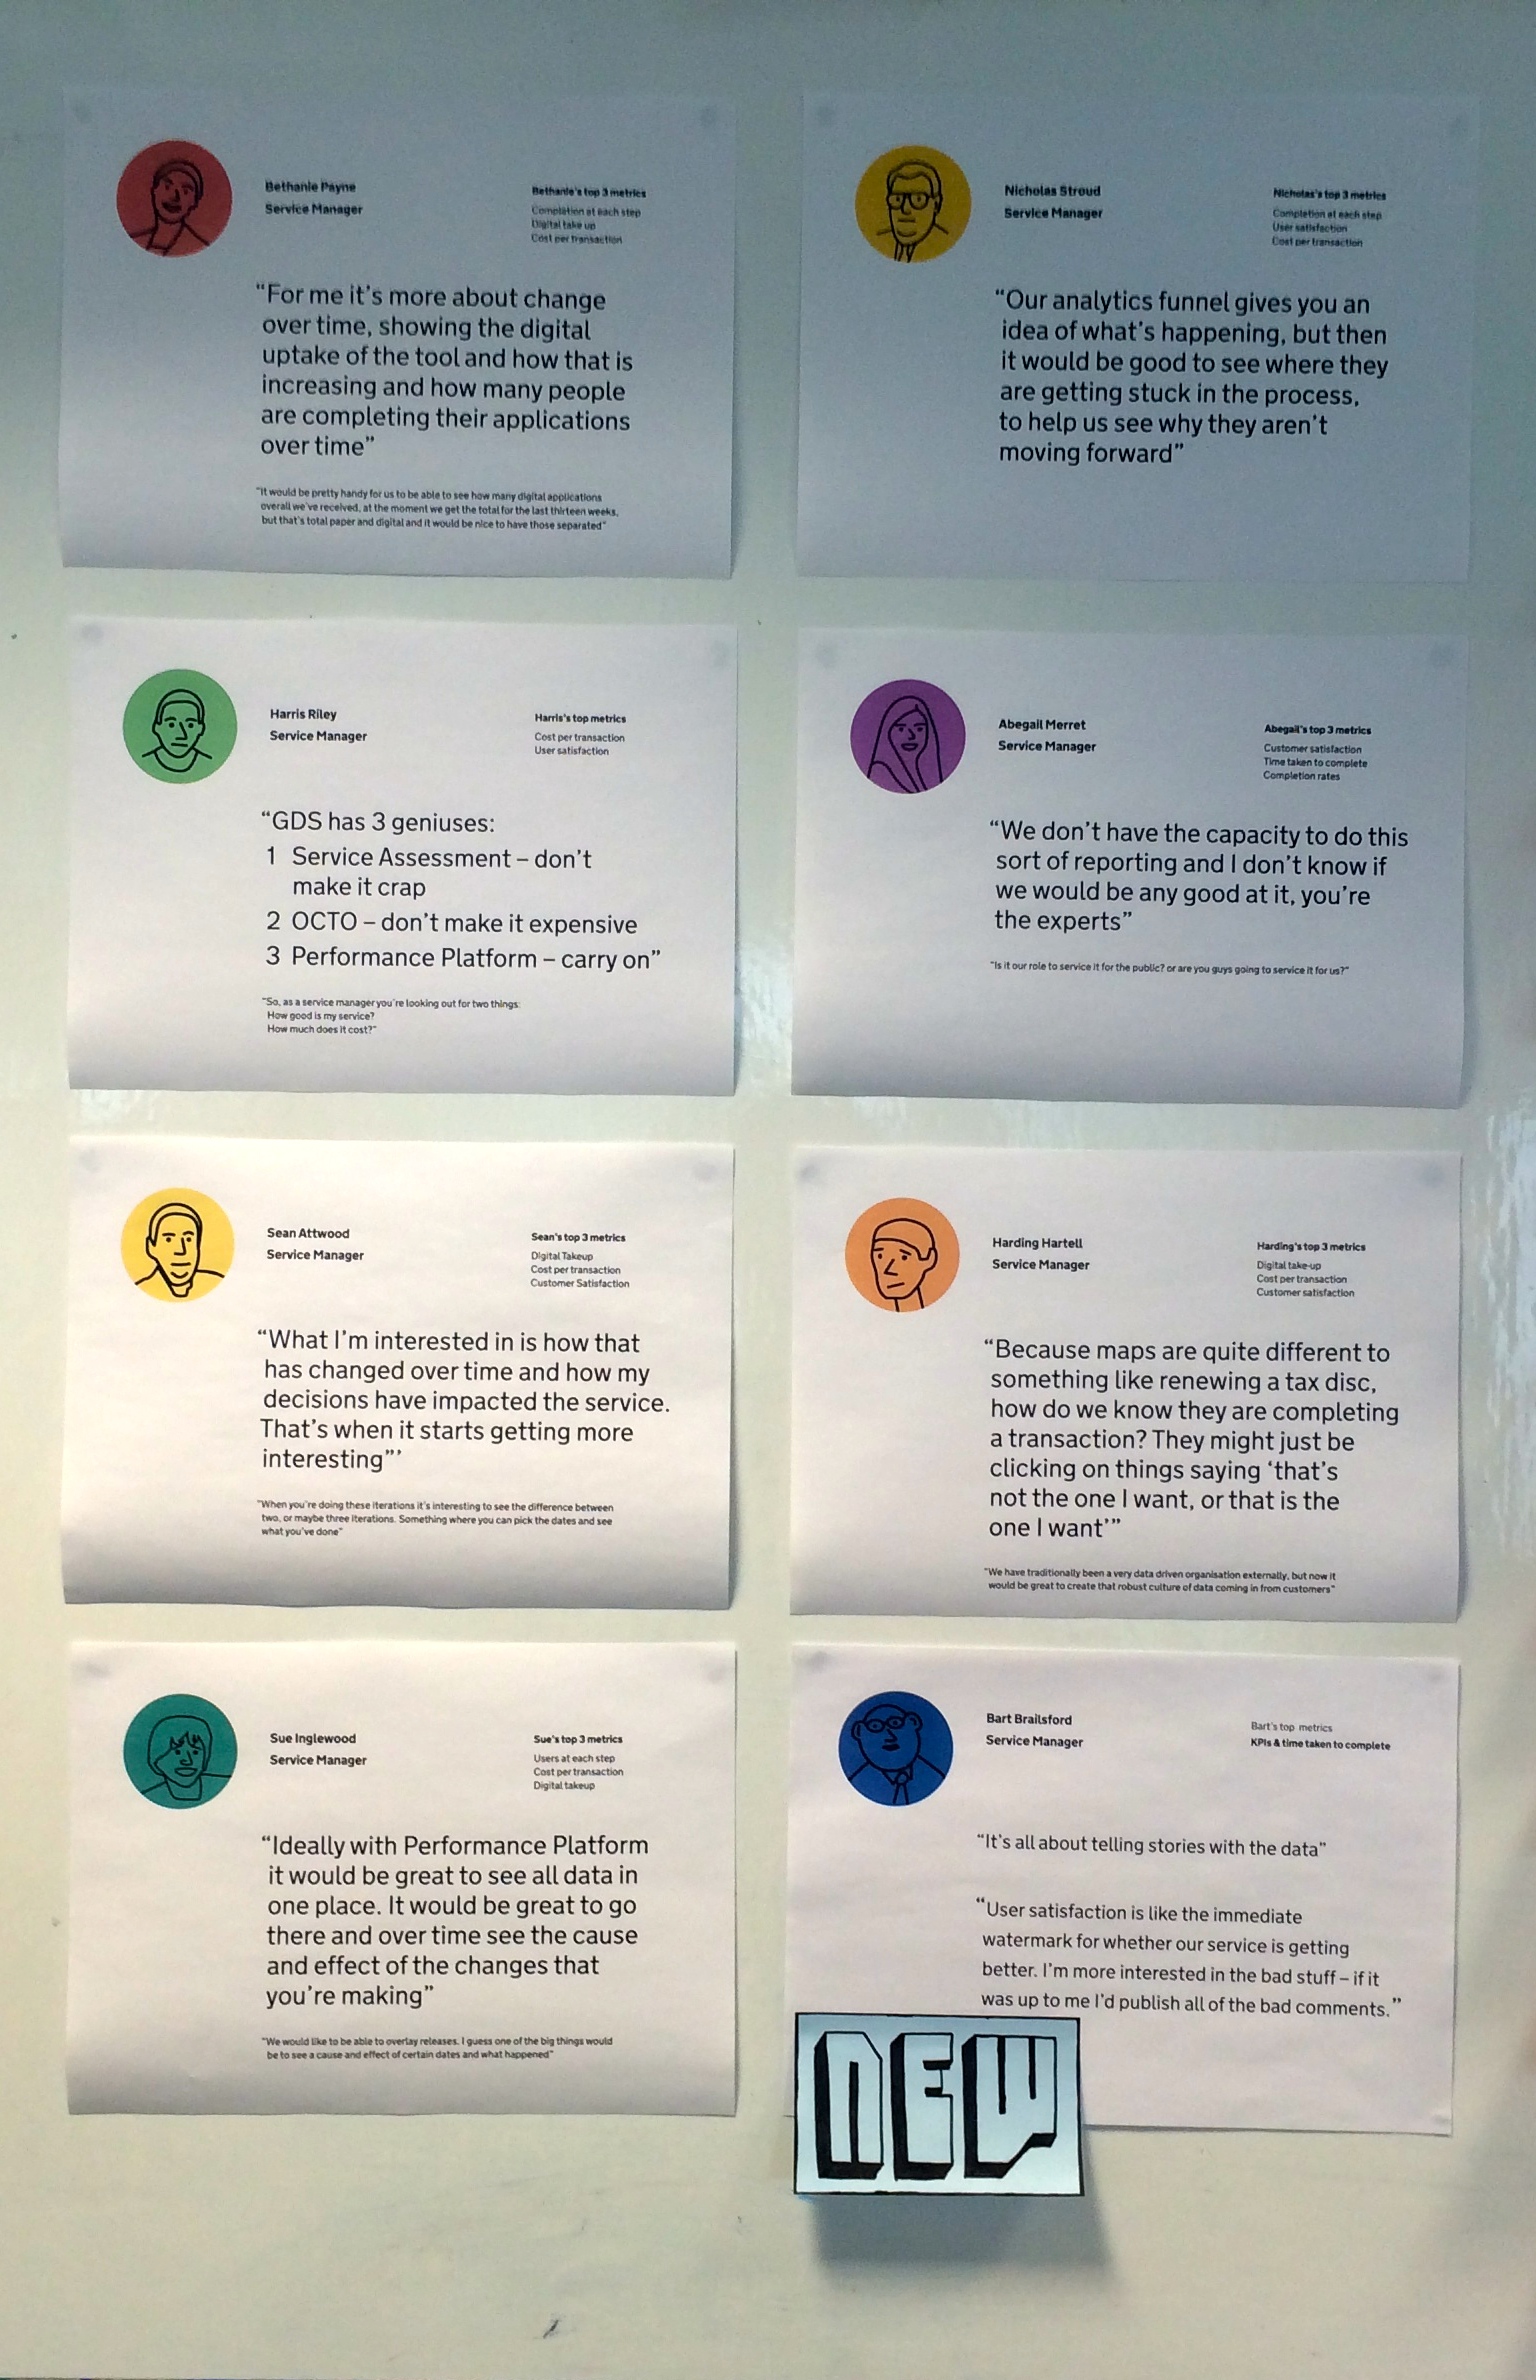 Bethanie Payne
Service Manager
Bethanie's top 3 metrics
Completion at each step
Digital take up
Cost per transaction
“For me it's more about change
over time, showing the digital
uptake of the tool and how that is
increasing and how many people
are completing their applications
over time”
“It would be pretty handy for us to be able to see how many digital applications
overall we've received, at the moment we get the total for the last thirteen weeks,
but that's total paper and digital and it would be nice to have those separated”
Nicholas Stroud
Service Manager
Nicholas's top 3 metrics
Completion at each step
User satisfaction
Cost per transaction
“Our analytics funnel gives you an
idea of what's happening, but then
it would be good to see where they
are getting stuck in the process,
to help us see why they aren't
moving forward”
Harris Riley
Service Manager
Harris's top metrics
Cost per transaction
User satisfaction
“GDS has 3 geniuses:
1 Service Assessment – don't
make it crap
2 OCTO – don't make it expensive
3 Performance Platform – carry on”
“So, as a service manager you're looking out for two things:
How good is my service?
How much does it cost?”
Abegail Merret
Service Manager
Abegail's top 3 metrics
Customer satisfaction
Time taken to complete
Completion rates
“We don't have the capacity to do this
sort of reporting and I don't know if
we would be any good at it, you're
the experts”
“Is it our role to service it for the public? or are you guys going to service it for us?”
Sean Attwood
Service Manager
Sean's top 3 metrics
Digital Takeup
Cost per transaction
Customer Satisfaction
“What I'm interested in is how that
has changed over time and how my
decisions have impacted the service.
That's when it starts getting more
interesting”’
“When you're doing these iterations it's interesting to see the difference between
two, or maybe three iterations. Something where you can pick the dates and see
what you've done”
Harding Hartell
Service Manager
Harding's top 3 metrics
Digital take-up
Cost per transaction
Customer satisfaction
“Because maps are quite different to
something like renewing a tax disc,
how do we know they are completing
a transaction? They might just be
clicking on things saying ‘that's
not the one I want, or that is the
one I want’”
“We have traditionally been a very data driven organisation externally, but now it
would be great to create that robust culture of data coming in from customers”
Sue Inglewood
Service Manager
Sue's top 3 metrics
Users at each step
Cost per transaction
Digital takeup
“Ideally with Performance Platform
it would be great to see all data in
one place. It would be great to go
there and over time see the cause
and effect of the changes that
you're making”
“We would like to be able to overlay releases. I guess one of the big things would
be to see a cause and effect of certain dates and what happened”
Bart Brailsford
Service Manager
Bart's top metrics
KPIs & time taken to complete
“It's all about telling stories with the data”
“User satisfaction is like the immediate
watermark for whether our service is getting
better. I'm more interested in the bad stuff – if it
was up to me I'd publish all of the bad comments.”
NEW